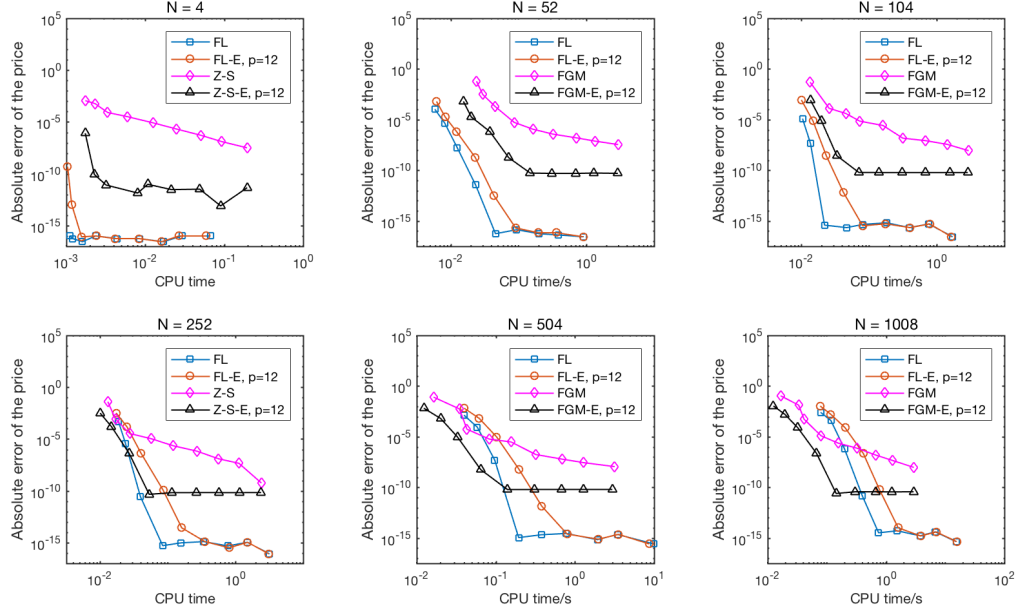 N = 4
10^5
10^0
10^-5
10^-10
10^-15
Absolute error of the price
FL
FL-E, p=12
Z-S
Z-S-E, p=12
10^-3
10^-2
10^-1
10^0
CPU time
N = 52
10^5
10^0
10^-5
10^-10
10^-15
Absolute error of the price
FL
FL-E, p=12
FGM
FGM-E, p=12
10^-2
10^0
CPU time/s
N = 104
10^5
10^0
10^-5
10^-10
10^-15
Absolute error of the price
FL
FL-E, p=12
FGM
FGM-E, p=12
10^-2
10^0
CPU time/s
N = 252
10^5
10^0
10^-5
10^-10
10^-15
Absolute error of the price
FL
FL-E, p=12
Z-S
Z-S-E, p=12
10^-2
10^0
CPU time
N = 504
10^5
10^0
10^-5
10^-10
10^-15
Absolute error of the price
FL
FL-E, p=12
FGM
FGM-E, p=12
10^-2
10^-1
10^0
10^1
CPU time/s
N = 1008
10^5
10^0
10^-5
10^-10
10^-15
Absolute error of the price
FL
FL-E, p=12
FGM
FGM-E, p=12
10^-2
10^0
10^2
CPU time/s